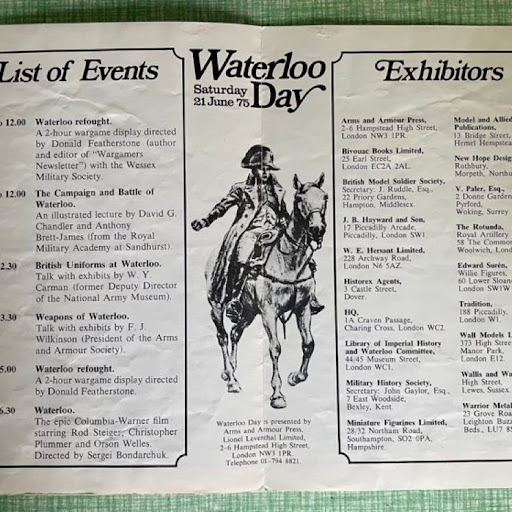 List of Events
12.00 Waterloo refought.
A 2-hour wargame display directed
by Donald Featherstone (author
and editor of "Wargamers
Newsletter") with the Wessex
Military Society.
12.00 The Campaign and Battle of
Waterloo.
An illustrated lecture by David G.
Chandler and Anthony
Brett-James (from the Royal
Military Academy at Sandhurst).
2.30 British Uniforms at Waterloo.
Talk with exhibits by W. Y.
Carman (former Deputy Director
of the National Army Museum).
3.30 Weapons of Waterloo.
Talk with exhibits by F. J.
Wilkinson (President of the Arms
and Armour Society).
5.00 Waterloo refought.
A 2-hour wargame display
directed by Donald Featherstone.
6.30 Waterloo.
The epic Columbia-Warner film
starring Rod Steiger, Christopher
Plummer and Orson Welles.
Directed by Sergei Bondarchuk.
Waterloo
Saturday
21 June 75
Day
Waterloo Day is presented by
Arms and Armour Press,
Lionel Leventhal Limited,
2-6 Hampstead High Street,
London NW3 1PR.
Telephone 01-794 8821.
Exhibitors
Arms and Armour Press,
2-6 Hampstead High Street,
London NW3 1PR.
Bivouac Books Limited,
25 Earl Street,
London EC2A 2AL.
British Model Soldier Society,
Secretary: J. Ruddle, Esq.,
22 Priory Gardens,
Hampton, Middlesex.
J. B. Hayward and Son,
17 Piccadilly Arcade,
Piccadilly, London SW1.
W. E. Hersant Limited,
228 Archway Road,
London N6 5AZ.
Historex Agents,
3 Castle Street,
Dover.
HQ,
1A Craven Passage,
Charing Cross, London WC2.
Library of Imperial History
and Waterloo Committee,
44/45 Museum Street,
London WC1.
Military History Society,
Secretary: John Gaylor, Esq.,
7 East Woodside,
Bexley, Kent.
Miniature Figurines Limited,
28/32 Northam Road,
Southampton, SO2 0PA,
Hampshire.
Model and Allied
Publications,
13 Bridge Street,
Hemel Hempstead
New Hope Design
Rothbury,
Morpeth, North
V. Paler, Esq.,
2 Donne Garden
Pyrford,
Woking, Surrey
The Rotunda,
Royal Artillery
58 The Common
Woolwich, Lond
Edward Surén,
Willie Figures,
60 Lower Sloane
London SW1W
Tradition,
188 Piccadilly,
London W1.
Wall Models L
373 High Stre
Manor Park,
London E12.
Wallis and Wa
High Street,
Lewes, Sussex.
Warrior Metal
23 Grove Roa
Leighton Buzz
Beds., LU7 8S